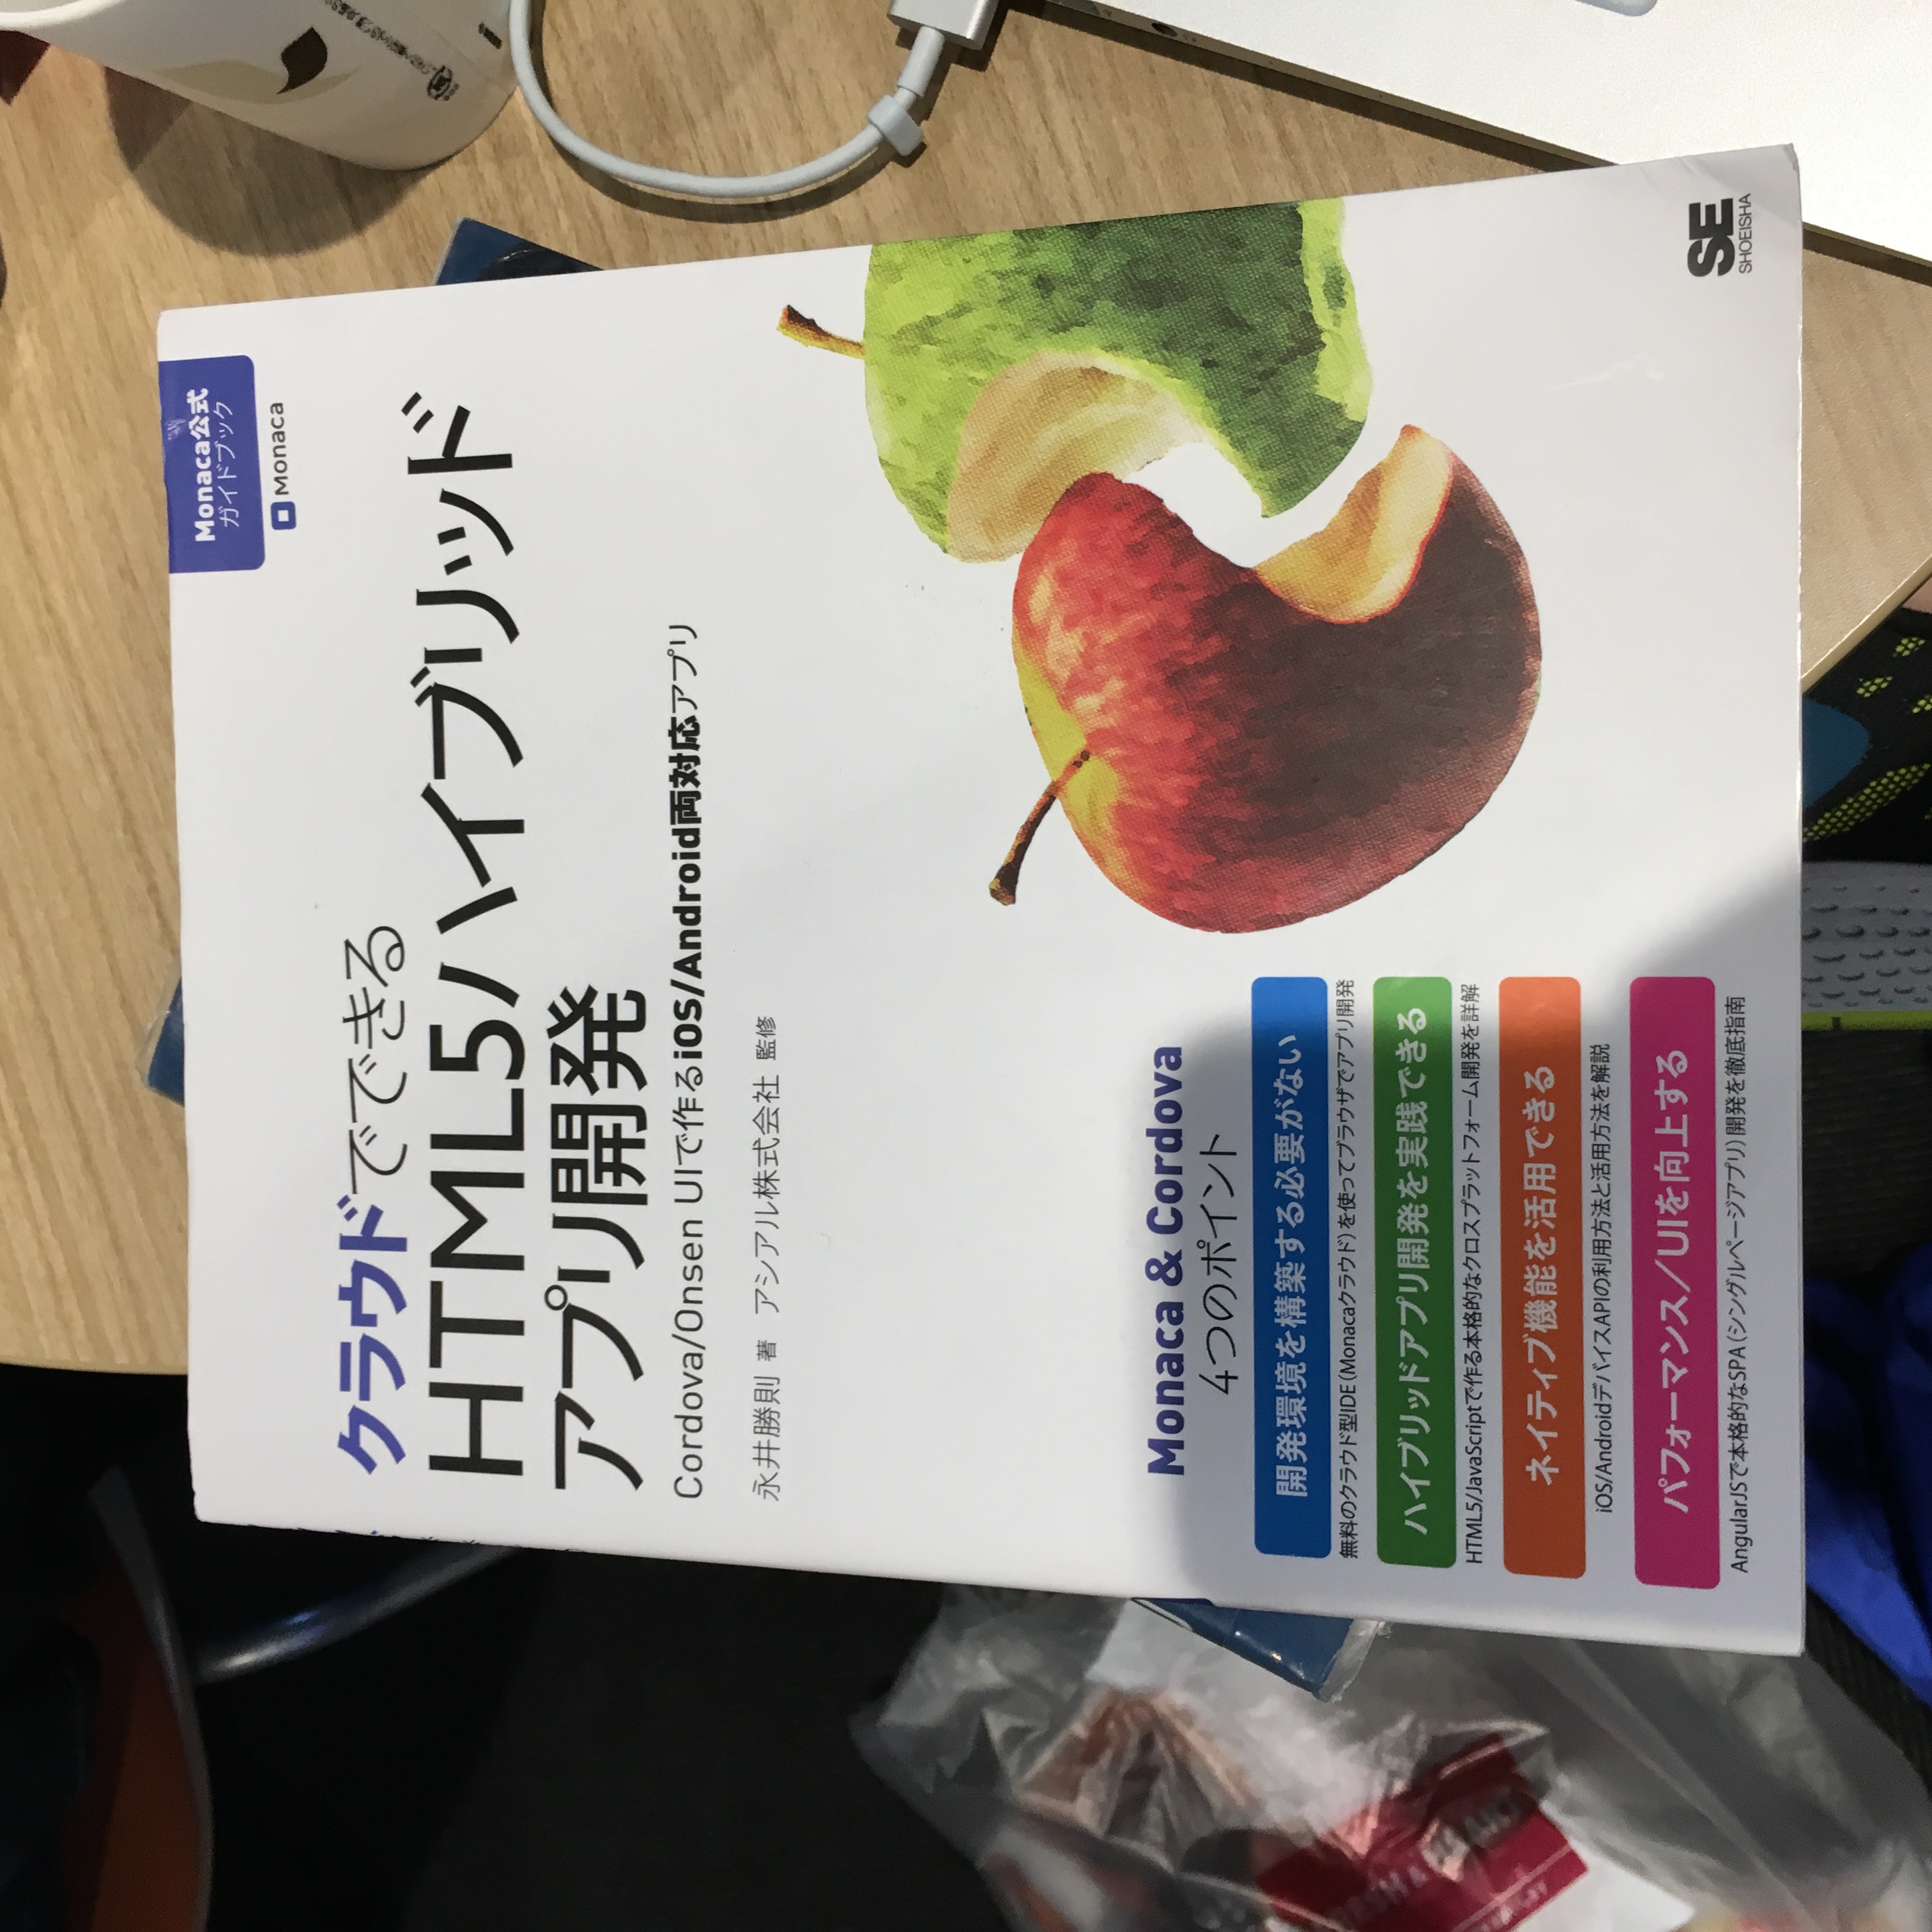 Monaca公式
ガイドブック
Monaca
クラウドでできる
HTML5ハイブリッド
アプリ開発
Cordova/Onsen UIで作るiOS/Android両対応アプリ
永井勝則 著 アシアル株式会社 監修
Monaca & Cordova
4つのポイント
開発環境を構築する必要がない
無料のクラウド型IDE（Monacaクラウド）を使ってブラウザでアプリ開発
ハイブリッドアプリ開発を実践できる
HTML5/JavaScriptで作る本格的なクロスプラットフォーム開発を詳解
ネイティブ機能を活用できる
iOS/AndroidデバイスAPIの利用方法と活用方法を解説
パフォーマンス／UIを向上する
AngularJSで本格的なSPA（シングルページアプリ）開発を徹底指南
SE
SHOEISHA